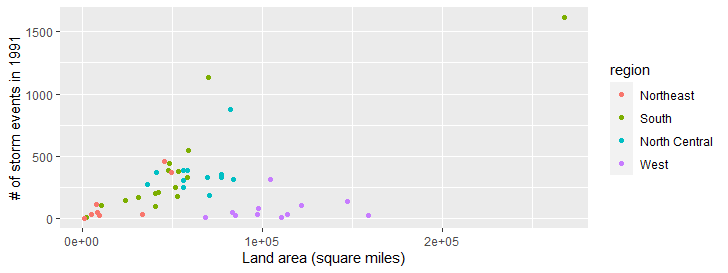 # of storm events in 1991
1500
1000
500
0
0e+00
1e+05
2e+05
Land area (square miles)
region
Northeast
South
North Central
West